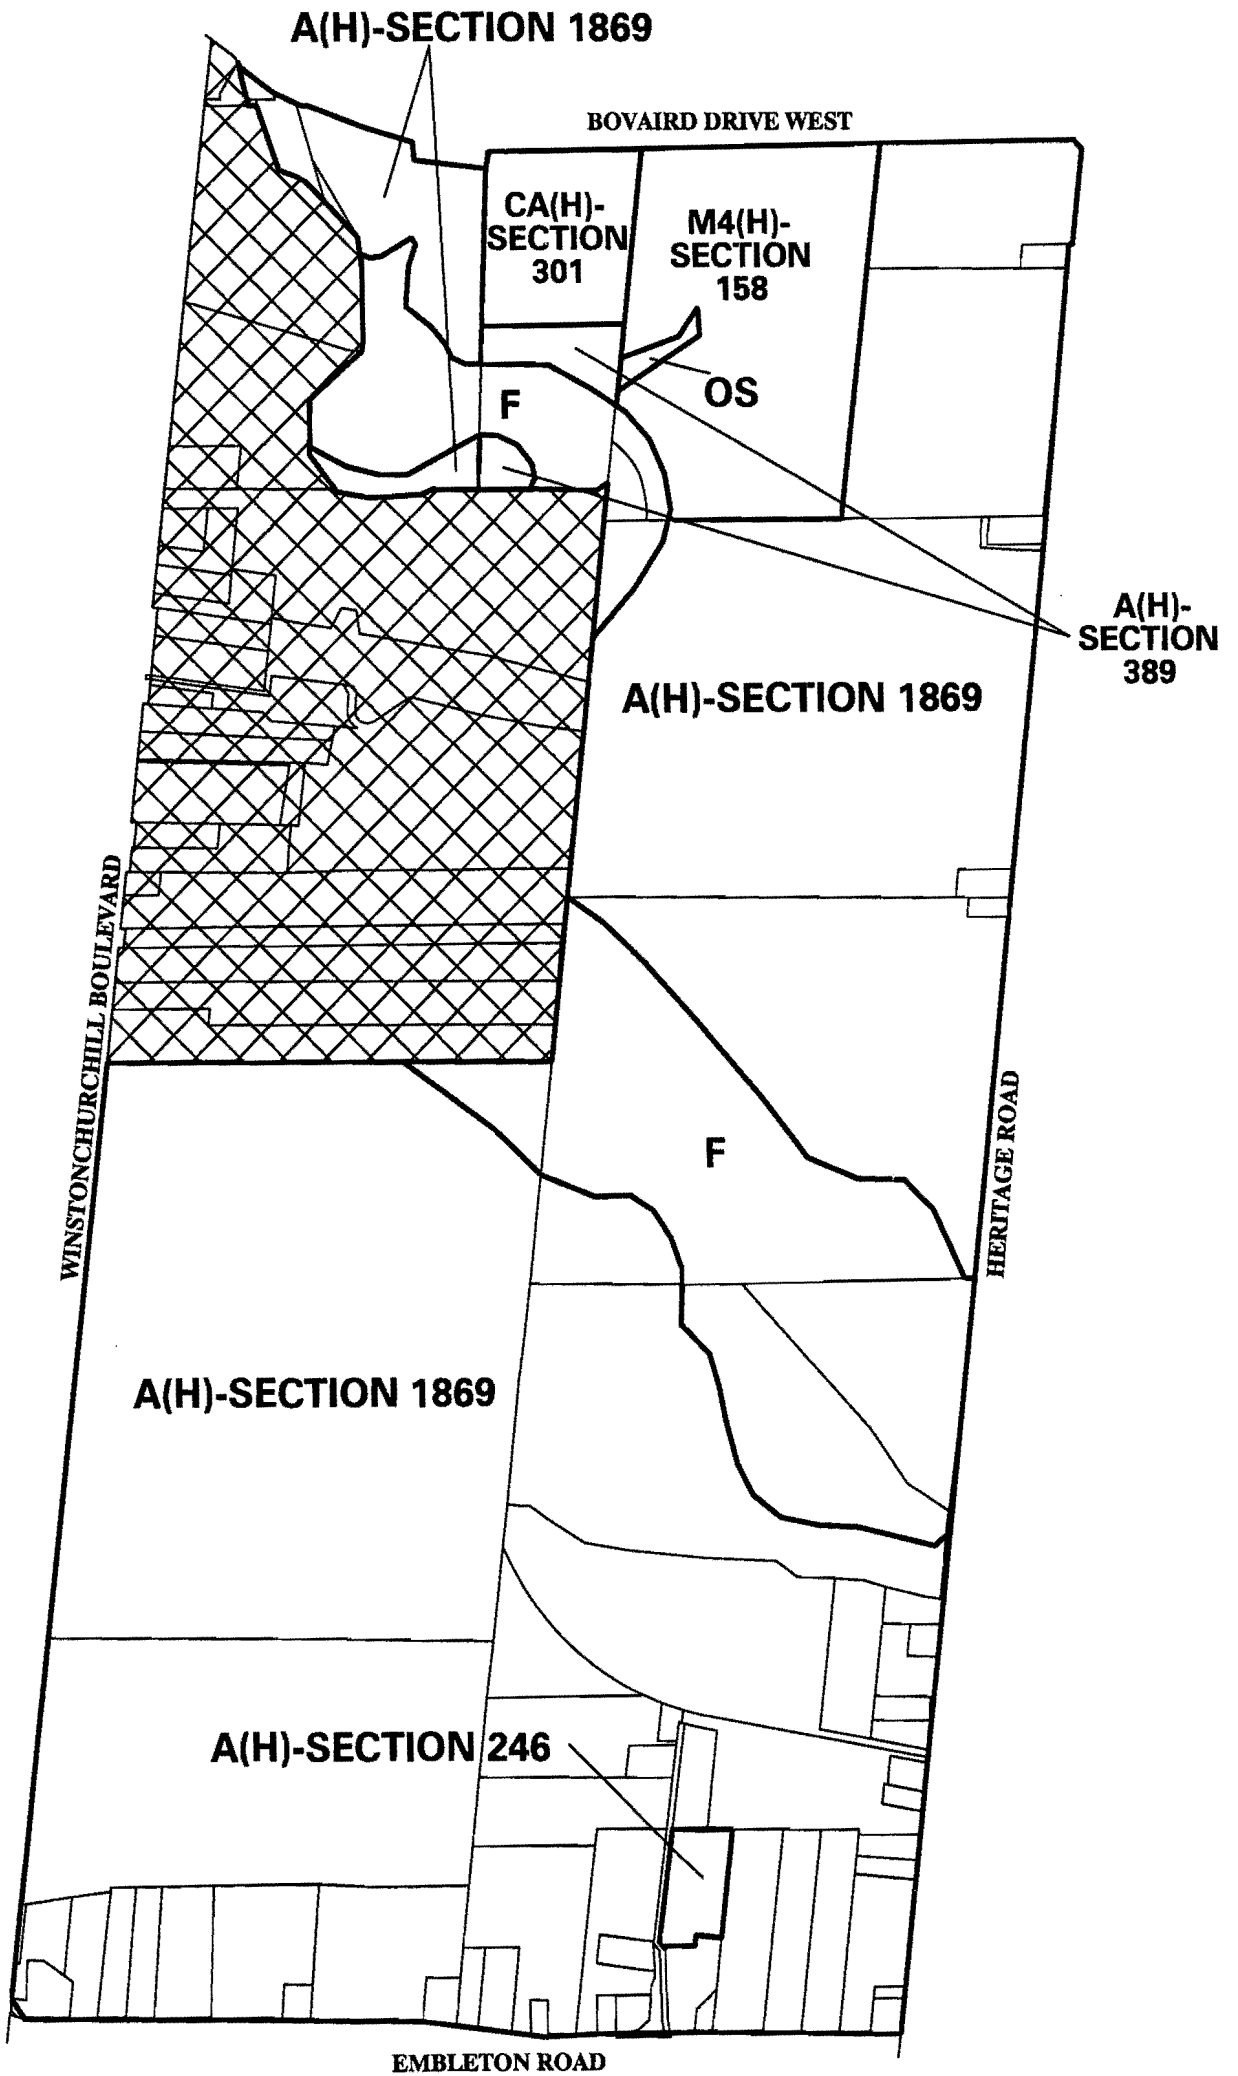 A(H)-SECTION 1869
BOVAIRD DRIVE WEST
CA(H)-
SECTION
301
M4(H)-
SECTION
158
OS
F
A(H)-
SECTION
389
A(H)-SECTION 1869
WINSTONCHURCHILL BOULEVARD
F
HERITAGE ROAD
A(H)-SECTION 1869
A(H)-SECTION 246
EMBLETON ROAD